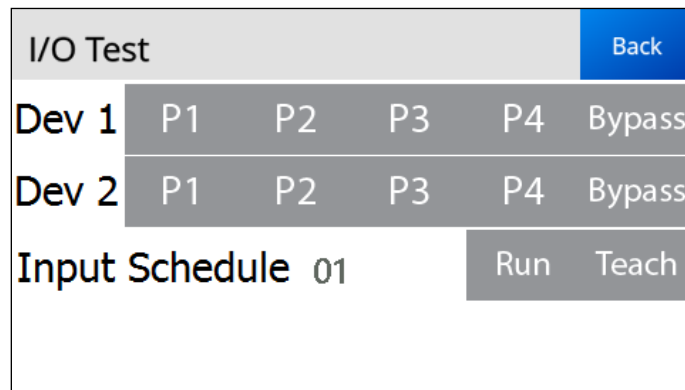 I/O Test Back
Dev 1 P1 P2 P3 P4 Bypass
Dev 2 P1 P2 P3 P4 Bypass
Input Schedule 01 Run Teach